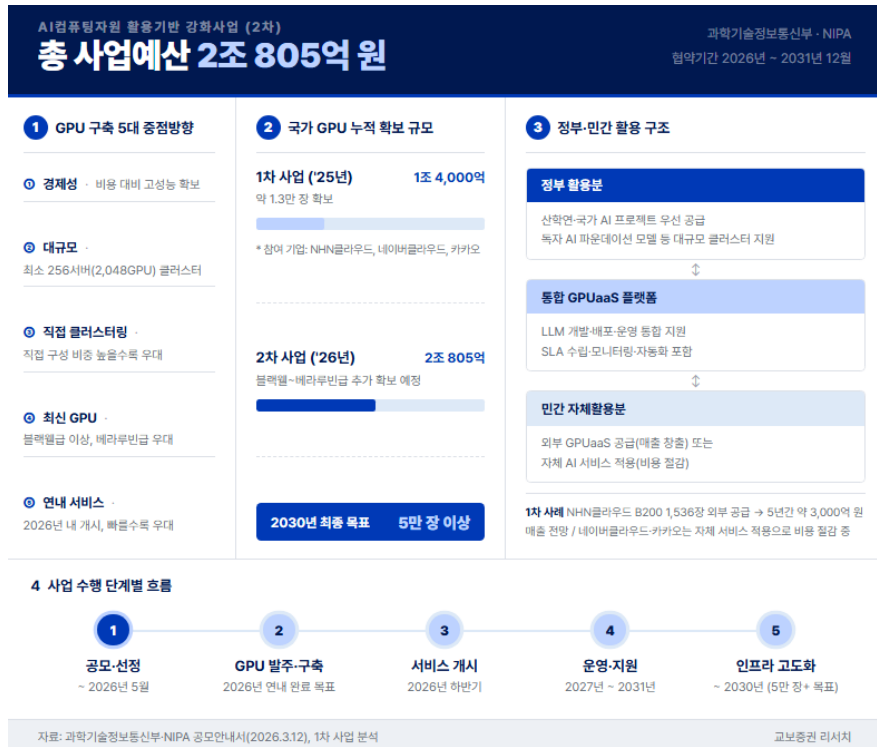 AI컴퓨팅자원 활용기반 강화사업 (2차)
총 사업예산 2조 805억 원
과학기술정보통신부 · NIPA
협약기간 2026년 ~ 2031년 12월
1 GPU 구축 5대 중점방향
① 경제성 · 비용 대비 고성능 확보
② 대규모 ·
최소 256서버(2,048GPU) 클러스터
③ 직접 클러스터링 ·
직접 구성 비중 높을수록 우대
④ 최신 GPU ·
블랙웰급 이상, 베라루빈급 우대
⑤ 연내 서비스 ·
2026년 내 개시, 빠를수록 우대
2 국가 GPU 누적 확보 규모
1차 사업 ('25년) 1조 4,000억
약 1.3만 장 확보
* 참여 기업: NHN클라우드, 네이버클라우드, 카카오
2차 사업 ('26년) 2조 805억
블랙웰~베라루빈급 추가 확보 예정
2030년 최종 목표 5만 장 이상
3 정부·민간 활용 구조
정부 활용분
산학연·국가 AI 프로젝트 우선 공급
독자 AI 파운데이션 모델 등 대규모 클러스터 지원
↕
통합 GPUaaS 플랫폼
LLM 개발·배포·운영 통합 지원
SLA 수립·모니터링·자동화 포함
↕
민간 자체활용분
외부 GPUaaS 공급(매출 창출) 또는
자체 AI 서비스 적용(비용 절감)
1차 사례 NHN클라우드 B200 1,536장 외부 공급 → 5년간 약 3,000억 원
매출 전망 / 네이버클라우드·카카오는 자체 서비스 적용으로 비용 절감 중
4 사업 수행 단계별 흐름
1
공모·선정
~ 2026년 5월
2
GPU 발주·구축
2026년 연내 완료 목표
3
서비스 개시
2026년 하반기
4
운영·지원
2027년 ~ 2031년
5
인프라 고도화
~ 2030년 (5만 장+ 목표)
자료: 과학기술정보통신부·NIPA 공모안내서(2026.3.12), 1차 사업 분석
교보증권 리서치